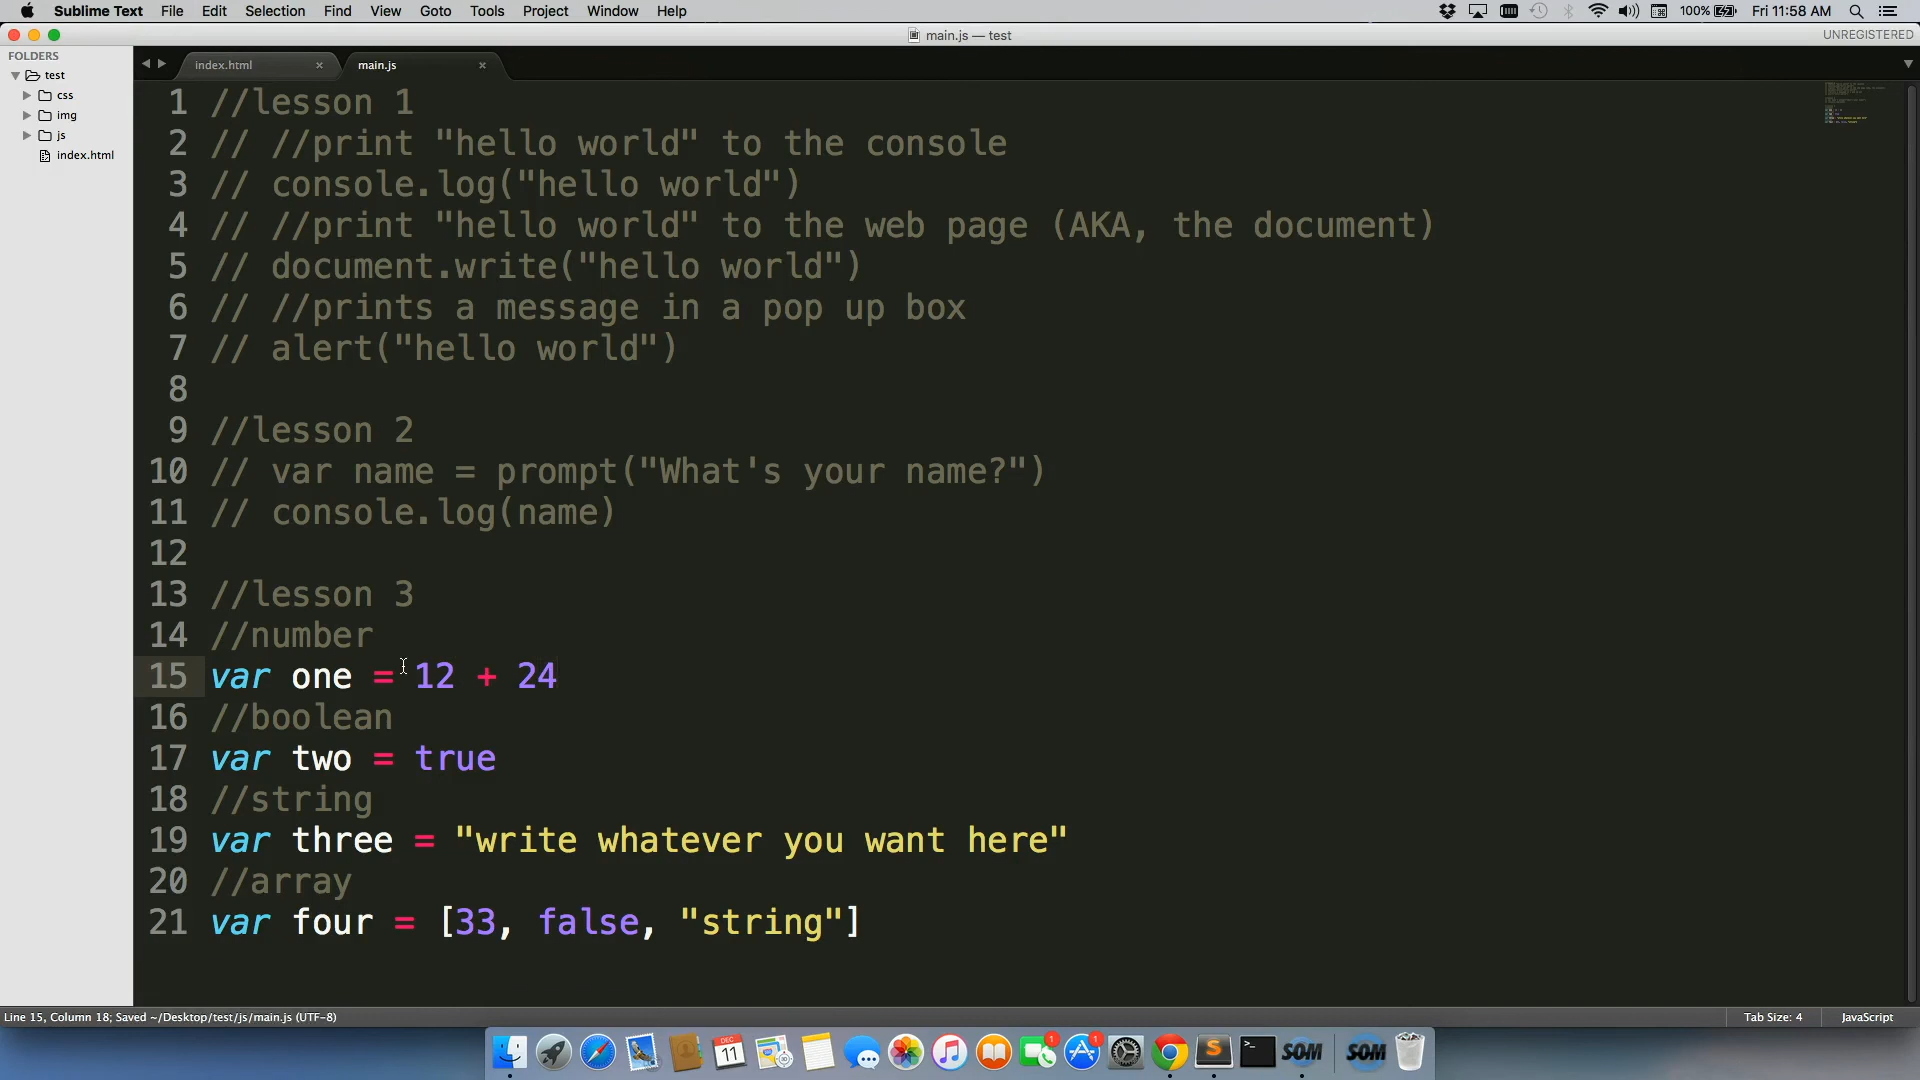 Sublime Text File Edit Selection Find View Goto Tools Project Window Help 100% Fri 11:58 AM
main.js — test UNREGISTERED
FOLDERS
test
css
img
js
index.html
index.html main.js
1 //lesson 1
2 // //print "hello world" to the console
3 // console.log("hello world")
4 // //print "hello world" to the web page (AKA, the document)
5 // document.write("hello world")
6 // //prints a message in a pop up box
7 // alert("hello world")
8
9 //lesson 2
10 // var name = prompt("What's your name?")
11 // console.log(name)
12
13 //lesson 3
14 //number
15 var one = 12 + 24
16 //boolean
17 var two = true
18 //string
19 var three = "write whatever you want here"
20 //array
21 var four = [33, false, "string"]
Line 15, Column 18; Saved ~/Desktop/test/js/main.js (UTF-8) Tab Size: 4 JavaScript
DEC
11
1
1
S
SOM
SOM